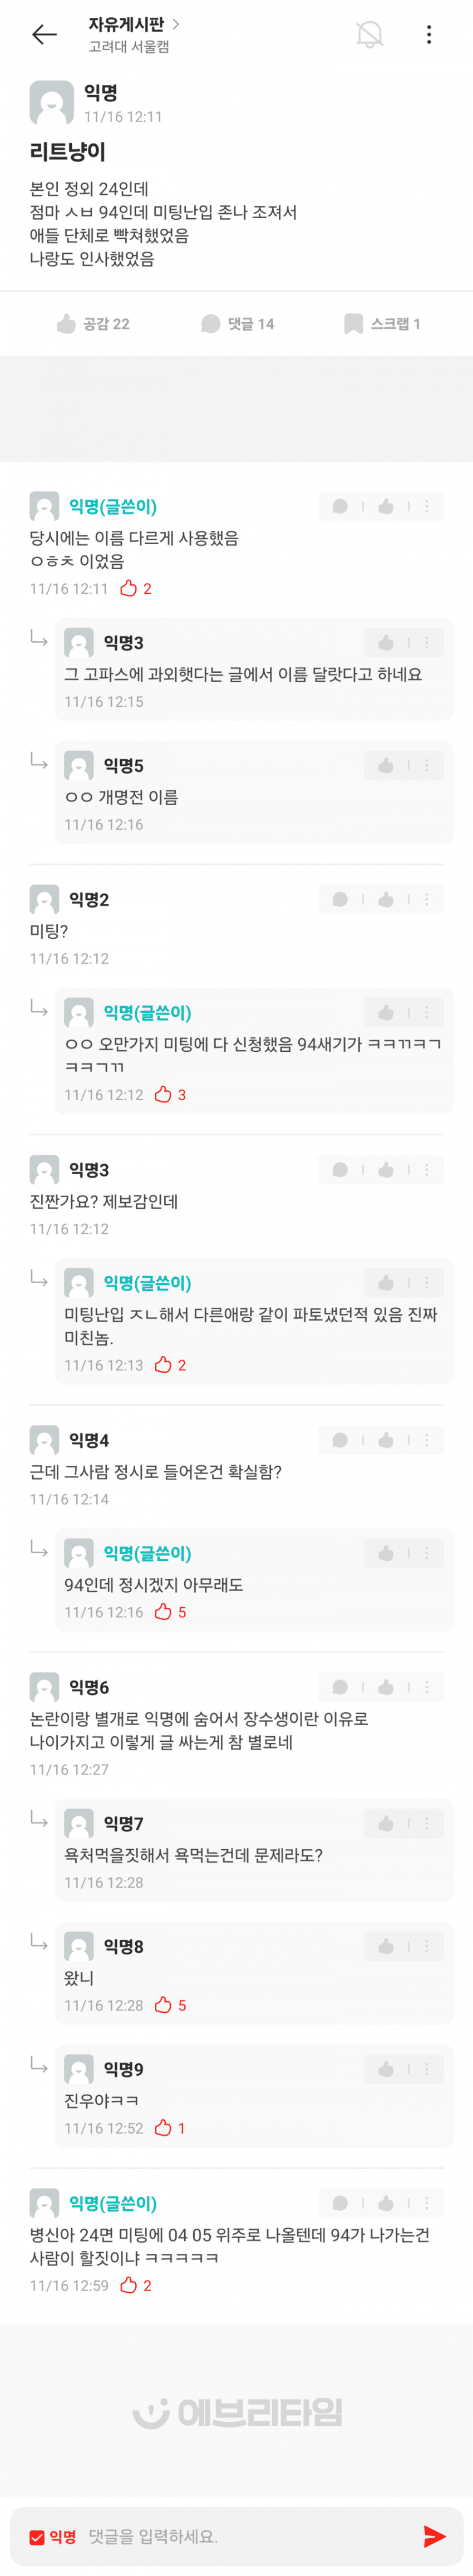 자유게시판
고려대 서울캠
익명
11/16 12:11
리트냥이
본인 정외 24인데
점마 ㅅㅂ 94인데 미팅난입 존나 조져서
애들 단체로 빡쳐했었음
나랑도 인사했었음
공감 22
댓글 14
스크랩 1
익명(글쓴이)
당시에는 이름 다르게 사용했음
ㅇㅎㅊ 이었음
11/16 12:11 2
익명3
그 고파스에 과외햇다는 글에서 이름 달랏다고 하네요
11/16 12:15
익명5
ㅇㅇ 개명전 이름
11/16 12:16
익명2
미팅?
11/16 12:12
익명(글쓴이)
ㅇㅇ 오만가지 미팅에 다 신청했음 94새기가 ㅋㅋㄲㅋㄱ
ㅋㅋㄱㄲ
11/16 12:12 3
익명3
진짠가요? 제보감인데
11/16 12:12
익명(글쓴이)
미팅난입 ㅈㄴ해서 다른애랑 같이 파토냈던적 있음 진짜
미친놈.
11/16 12:13 2
익명4
근데 그사람 정시로 들어온건 확실함?
11/16 12:14
익명(글쓴이)
94인데 정시겠지 아무래도
11/16 12:16 5
익명6
논란이랑 별개로 익명에 숨어서 장수생이란 이유로
나이가지고 이렇게 글 싸는게 참 별로네
11/16 12:27
익명7
욕처먹을짓해서 욕먹는건데 문제라도?
11/16 12:28
익명8
왔니
11/16 12:28 5
익명9
진우야ㅋㅋ
11/16 12:52 1
익명(글쓴이)
병신아 24면 미팅에 04 05 위주로 나올텐데 94가 나가는건
사람이 할짓이냐 ㅋㅋㅋㅋㅋ
11/16 12:59 2
에브리타임
익명 댓글을 입력하세요.